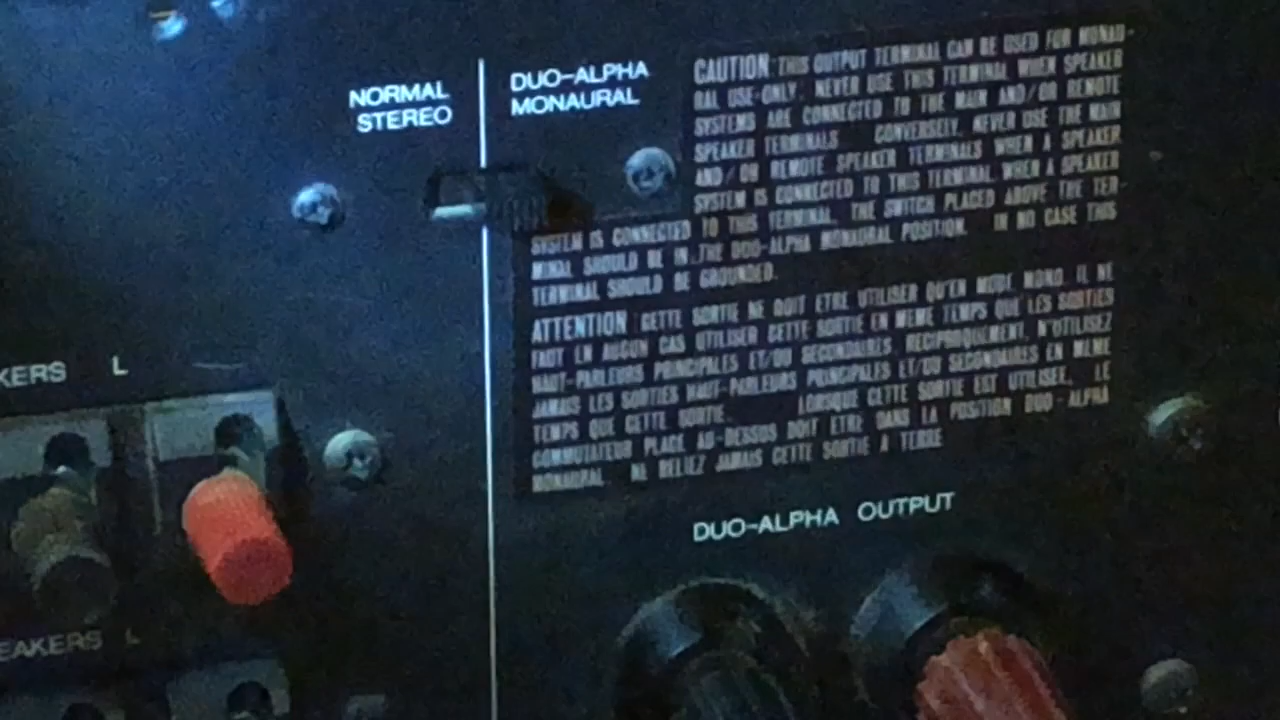 NORMAL
STEREO
DUO-ALPHA
MONAURAL
CAUTION: THIS OUTPUT TERMINAL CAN BE USED FOR MONAU-
RAL USE ONLY. NEVER USE THIS TERMINAL WHEN SPEAKER
SYSTEMS ARE CONNECTED TO THE MAIN AND/OR REMOTE
SPEAKER TERMINALS. CONVERSELY, NEVER USE THE MAIN
AND/OR REMOTE SPEAKER TERMINALS WHEN A SPEAKER
SYSTEM IS CONNECTED TO THIS TERMINAL. WHEN A SPEAKER
SYSTEM IS CONNECTED TO THIS TERMINAL, THE SWITCH PLACED ABOVE THE TER-
MINAL SHOULD BE IN THE DUO-ALPHA MONAURAL POSITION. IN NO CASE THIS
TERMINAL SHOULD BE GROUNDED.
ATTENTION: CETTE SORTIE NE DOIT ETRE UTILISER QU'EN MODE MONO. IL NE
FAUT EN AUCUN CAS UTILISER CETTE SORTIE EN MEME TEMPS QUE LES SORTIES
HAUT-PARLEURS PRINCIPALES ET/OU SECONDAIRES. RECIPROQUEMENT, N'UTILISEZ
JAMAIS LES SORTIES HAUT-PARLEURS PRINCIPALES ET/OU SECONDAIRES EN MEME
TEMPS QUE CETTE SORTIE. LORSQUE CETTE SORTIE EST UTILISEE, LE
COMMUTATEUR PLACE AU-DESSUS DOIT ETRE DANS LA POSITION DUO-ALPHA
MONAURAL. NE RELIEZ JAMAIS CETTE SORTIE A TERRE
DUO-ALPHA OUTPUT
KERS L
EAKERS L